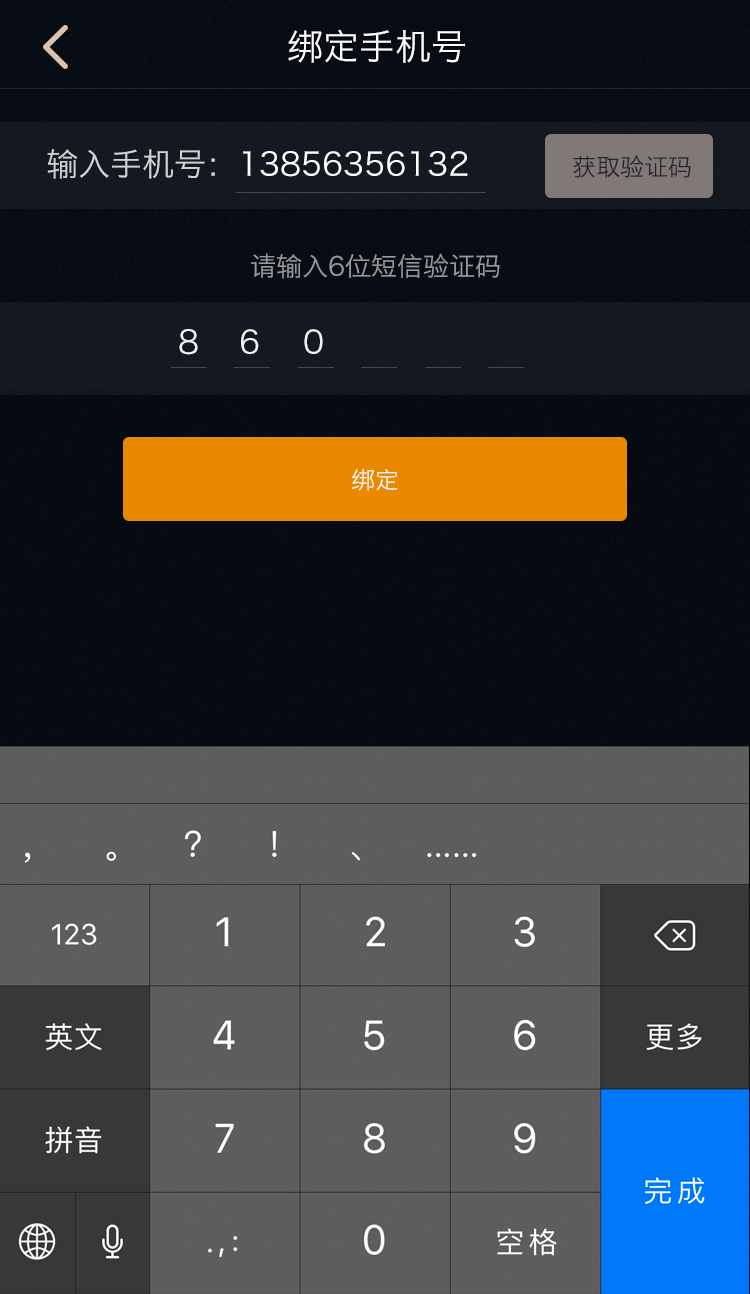 绑定手机号
输入手机号: 13856356132 获取验证码
请输入6位短信验证码
8 6 0
绑定
， 。 ? ! 、 ……
123 1 2 3
英文 4 5 6 更多
拼音 7 8 9
完成
.,: 0 空格